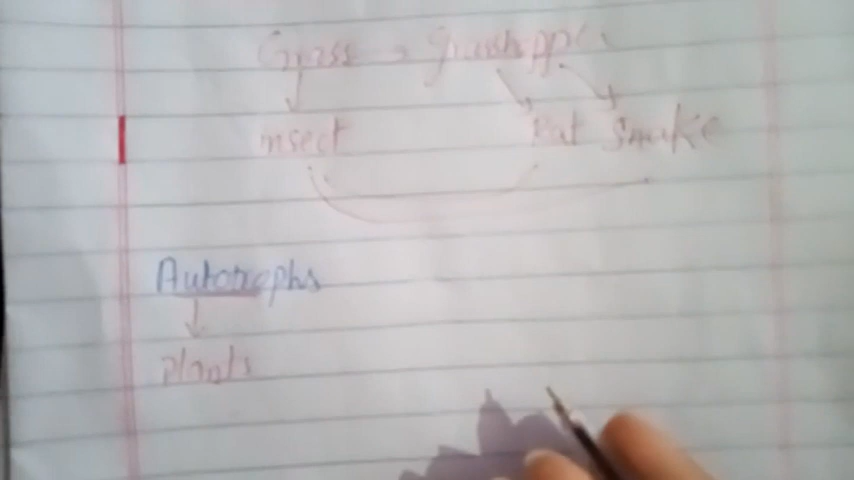 Grass → Grasshopper
insect Rat Snake
Autotrophs
plants